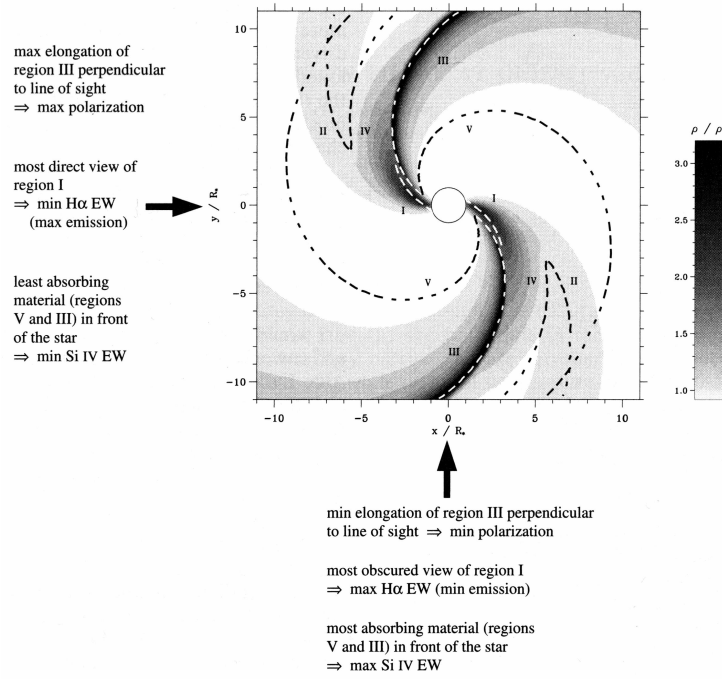 max elongation of
region III perpendicular
to line of sight
⇒ max polarization
most direct view of
region I
⇒ min Hα EW
(max emission)
least absorbing
material (regions
V and III) in front
of the star
⇒ min Si IV EW
10
5
0
−5
−10
y / R*
−10
−5
0
5
10
x / R*
III
II
IV
V
I
I
V
IV
II
III
ρ / ρ
3.0
2.5
2.0
1.5
1.0
min elongation of region III perpendicular
to line of sight ⇒ min polarization
most obscured view of region I
⇒ max Hα EW (min emission)
most absorbing material (regions
V and III) in front of the star
⇒ max Si IV EW